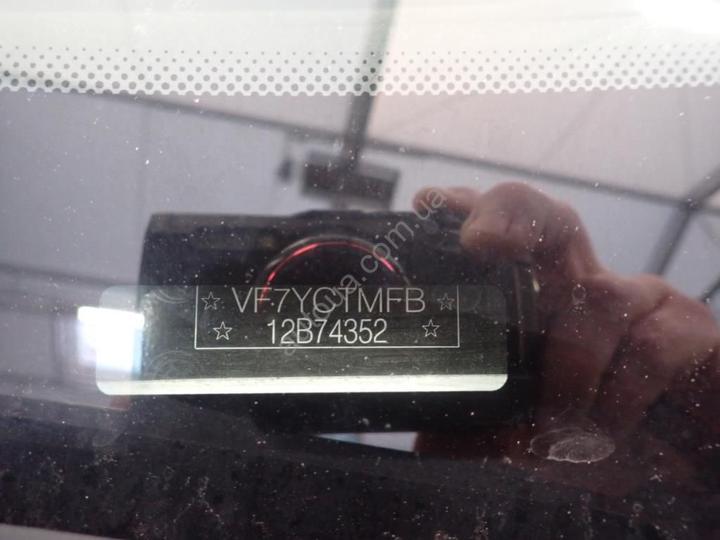 ☆ VF7YCTMFB ☆
☆ 12B74352 ☆